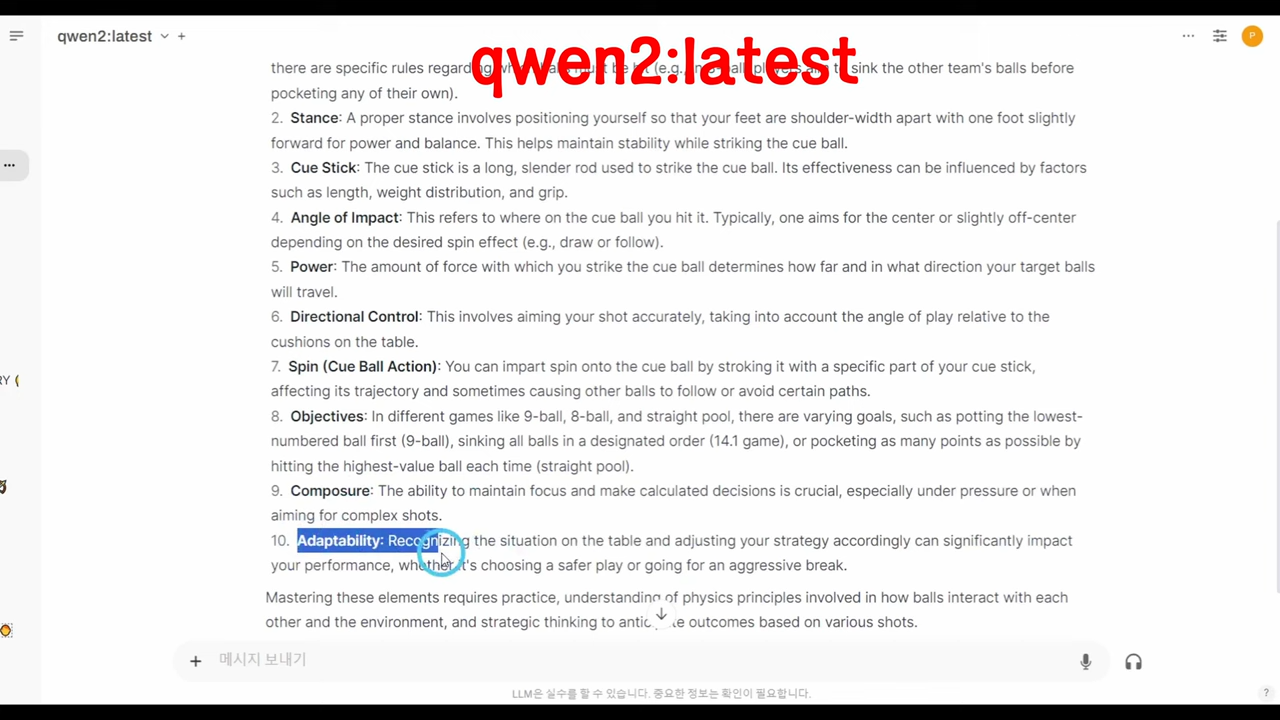 qwen2:latest
qwen2:latest
there are specific rules regarding
sink the other team's balls before
pocketing any of their own).
2. Stance: A proper stance involves positioning yourself so that your feet are shoulder-width apart with one foot slightly
forward for power and balance. This helps maintain stability while striking the cue ball.
3. Cue Stick: The cue stick is a long, slender rod used to strike the cue ball. Its effectiveness can be influenced by factors
such as length, weight distribution, and grip.
4. Angle of Impact: This refers to where on the cue ball you hit it. Typically, one aims for the center or slightly off-center
depending on the desired spin effect (e.g., draw or follow).
5. Power: The amount of force with which you strike the cue ball determines how far and in what direction your target balls
will travel.
6. Directional Control: This involves aiming your shot accurately, taking into account the angle of play relative to the
cushions on the table.
7. Spin (Cue Ball Action): You can impart spin onto the cue ball by stroking it with a specific part of your cue stick,
affecting its trajectory and sometimes causing other balls to follow or avoid certain paths.
8. Objectives: In different games like 9-ball, 8-ball, and straight pool, there are varying goals, such as potting the lowest-
numbered ball first (9-ball), sinking all balls in a designated order (14.1 game), or pocketing as many points as possible by
hitting the highest-value ball each time (straight pool).
9. Composure: The ability to maintain focus and make calculated decisions is crucial, especially under pressure or when
aiming for complex shots.
10. Adaptability: Recognizing the situation on the table and adjusting your strategy accordingly can significantly impact
your performance, whether it's choosing a safer play or going for an aggressive break.
Mastering these elements requires practice, understanding of physics principles involved in how balls interact with each
other and the environment, and strategic thinking to anticipate outcomes based on various shots.
메시지 보내기
LLM은 실수를 할 수 있습니다. 중요한 정보는 확인이 필요합니다.
P
RY
?